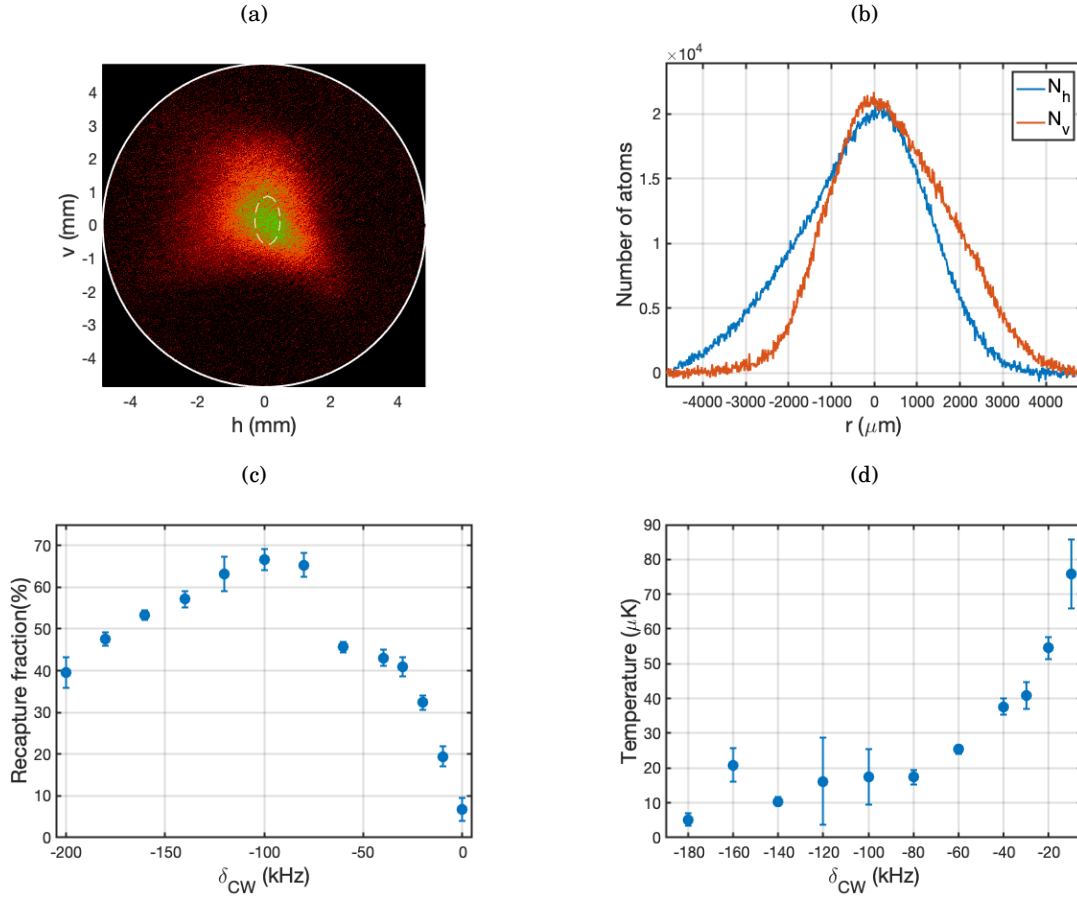 (a)
4
3
2
1
0
-1
-2
-3
-4
v (mm)
-4 -2 0 2 4
h (mm)
(b)
×10⁴
2
1.5
1
0.5
0
Number of atoms
N_h
N_v
-4000 -3000 -2000 -1000 0 1000 2000 3000 4000
r (μm)
(c)
70
60
50
40
30
20
10
0
Recapture fraction(%)
-200 -150 -100 -50 0
δ_CW (kHz)
(d)
90
80
70
60
50
40
30
20
10
0
Temperature (μK)
-180 -160 -140 -120 -100 -80 -60 -40 -20
δ_CW (kHz)